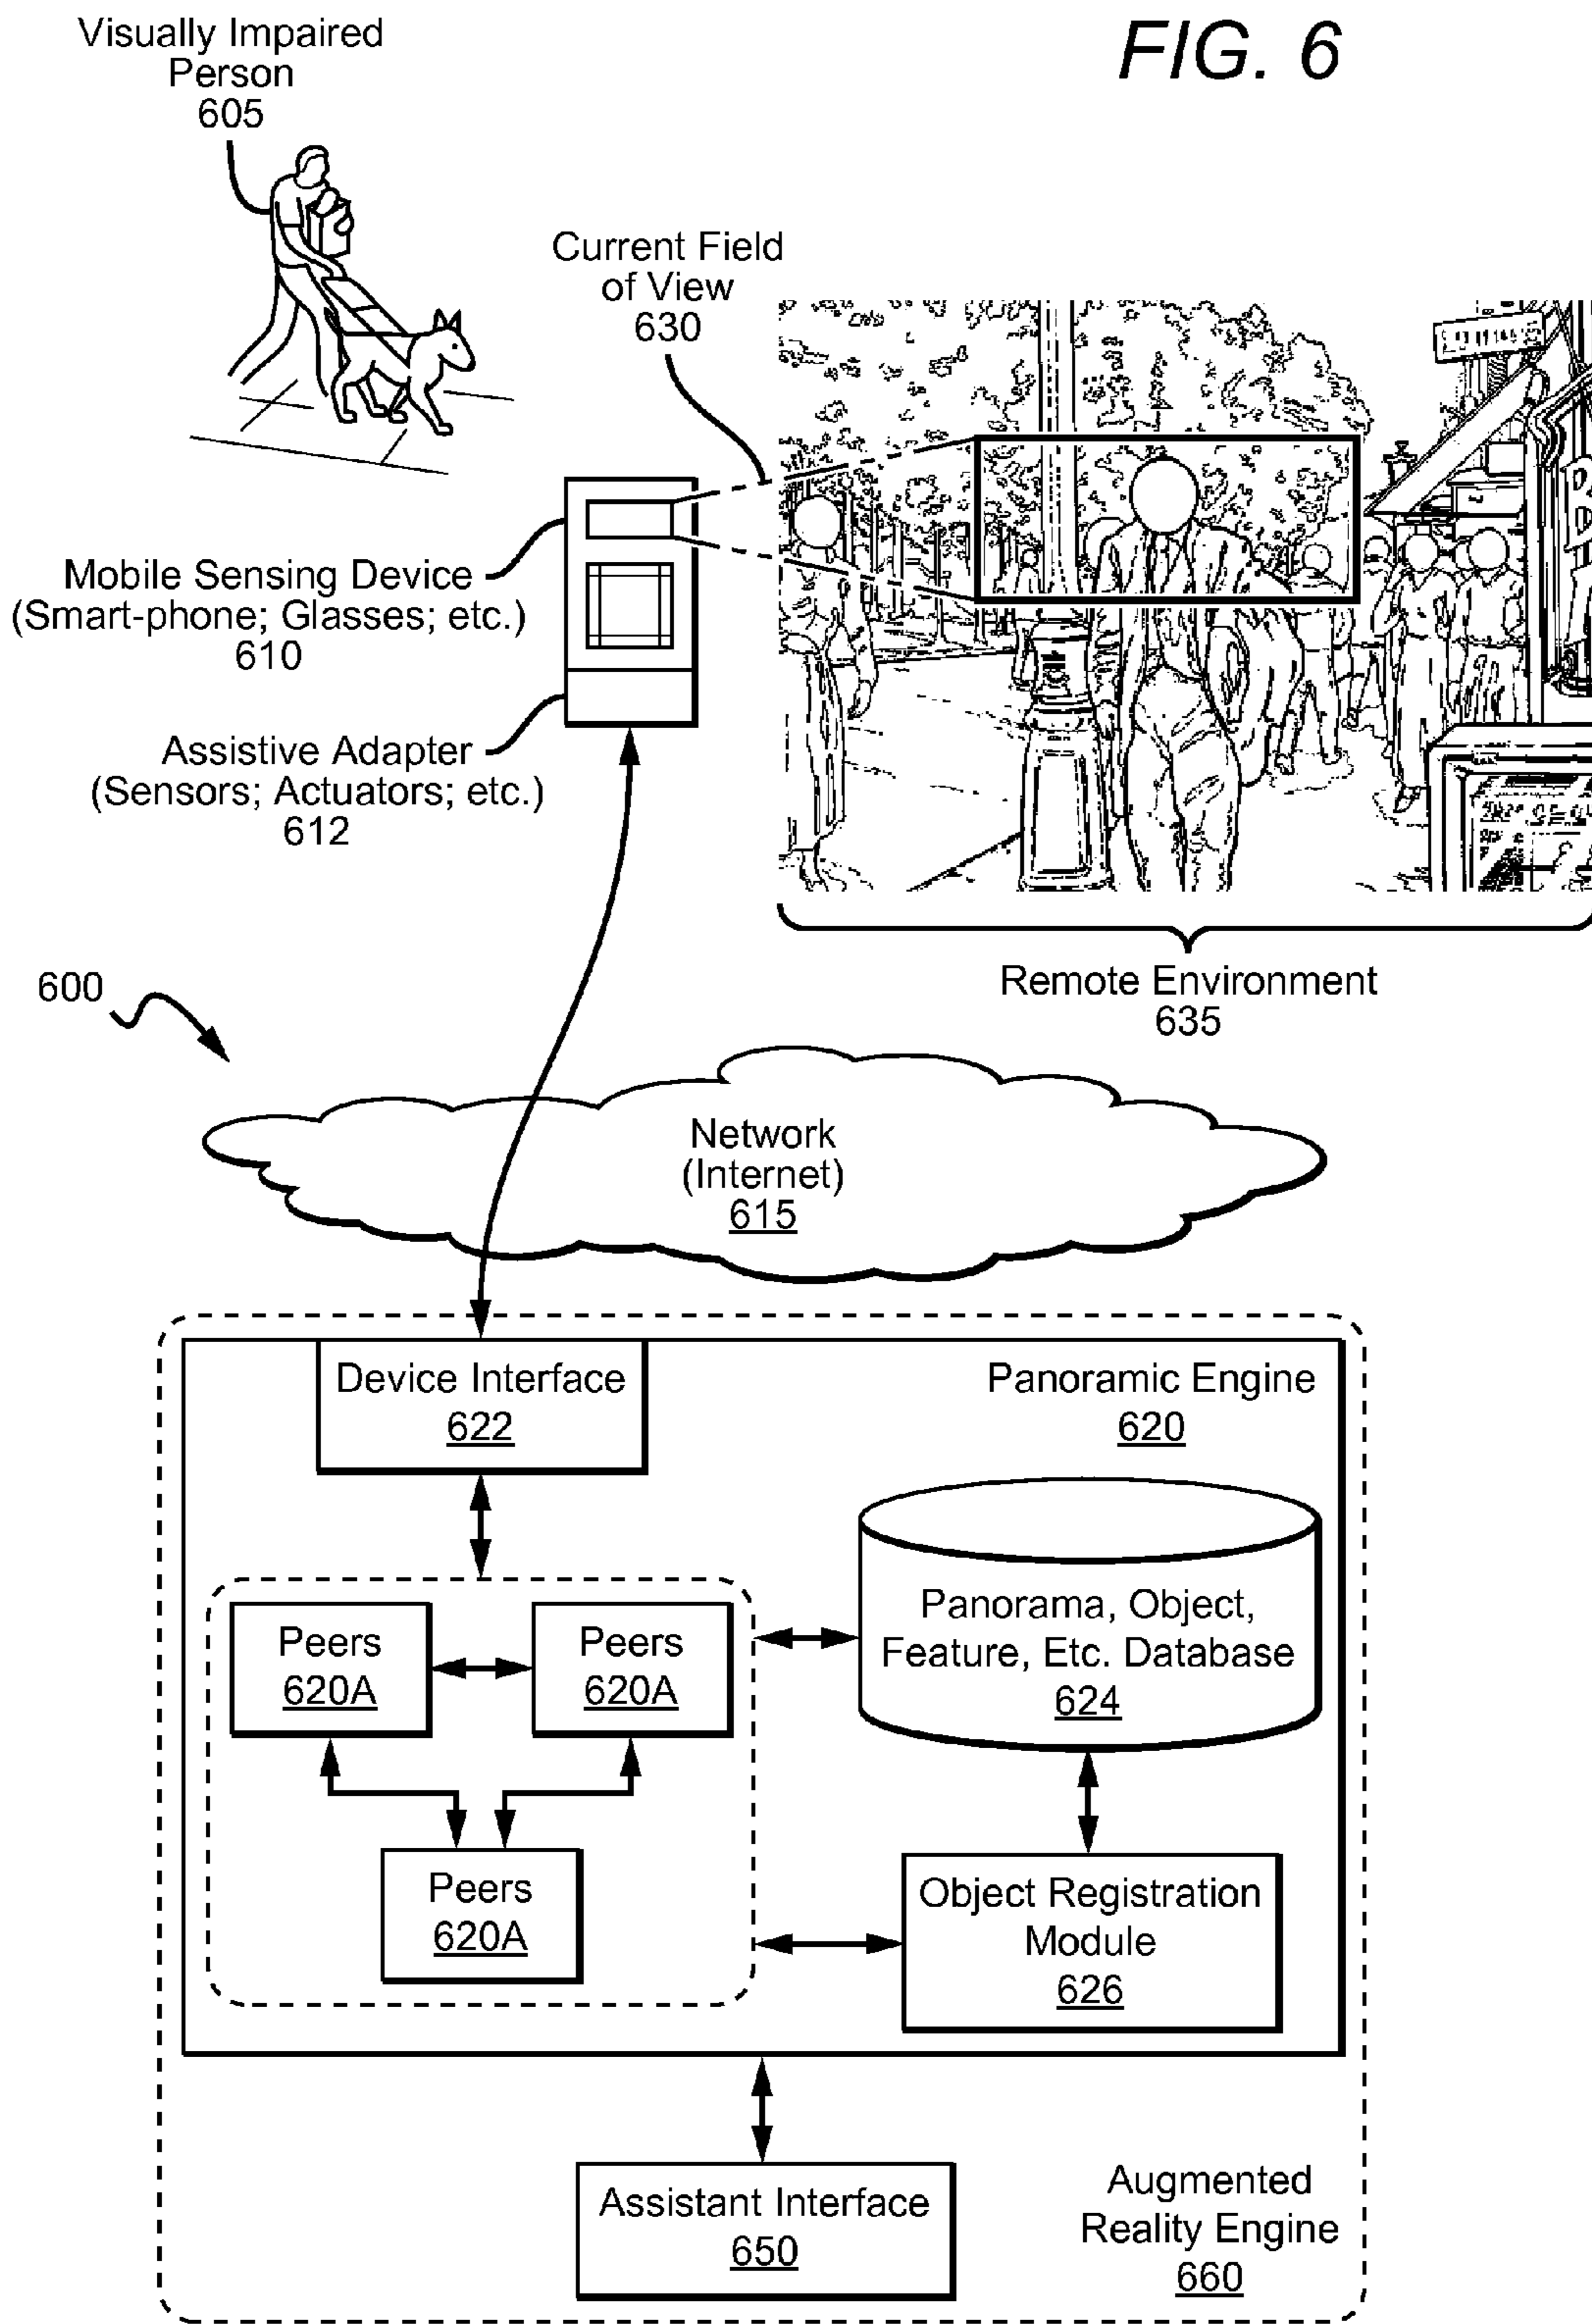 FIG. 6
Visually Impaired
Person
605
Current Field
of View
630
Mobile Sensing Device
(Smart-phone; Glasses; etc.)
610
Assistive Adapter
(Sensors; Actuators; etc.)
612
Remote Environment
635
600
Network
(Internet)
615
Device Interface
622
Panoramic Engine
620
Peers
620A
Peers
620A
Peers
620A
Panorama, Object,
Feature, Etc. Database
624
Object Registration
Module
626
Assistant Interface
650
Augmented
Reality Engine
660